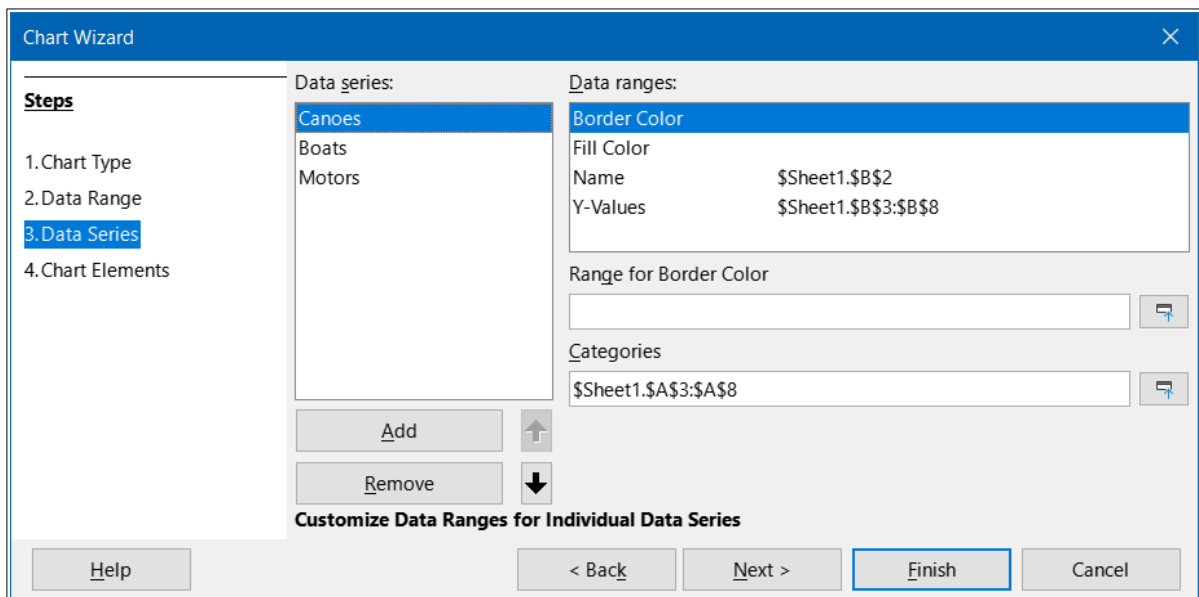 Chart Wizard
Steps
1. Chart Type
2. Data Range
3. Data Series
4. Chart Elements
Data series:
Canoes
Boats
Motors
Add
Remove
Data ranges:
Border Color
Fill Color
Name $Sheet1.$B$2
Y-Values $Sheet1.$B$3:$B$8
Range for Border Color
Categories
$Sheet1.$A$3:$A$8
Customize Data Ranges for Individual Data Series
Help
< Back
Next >
Finish
Cancel